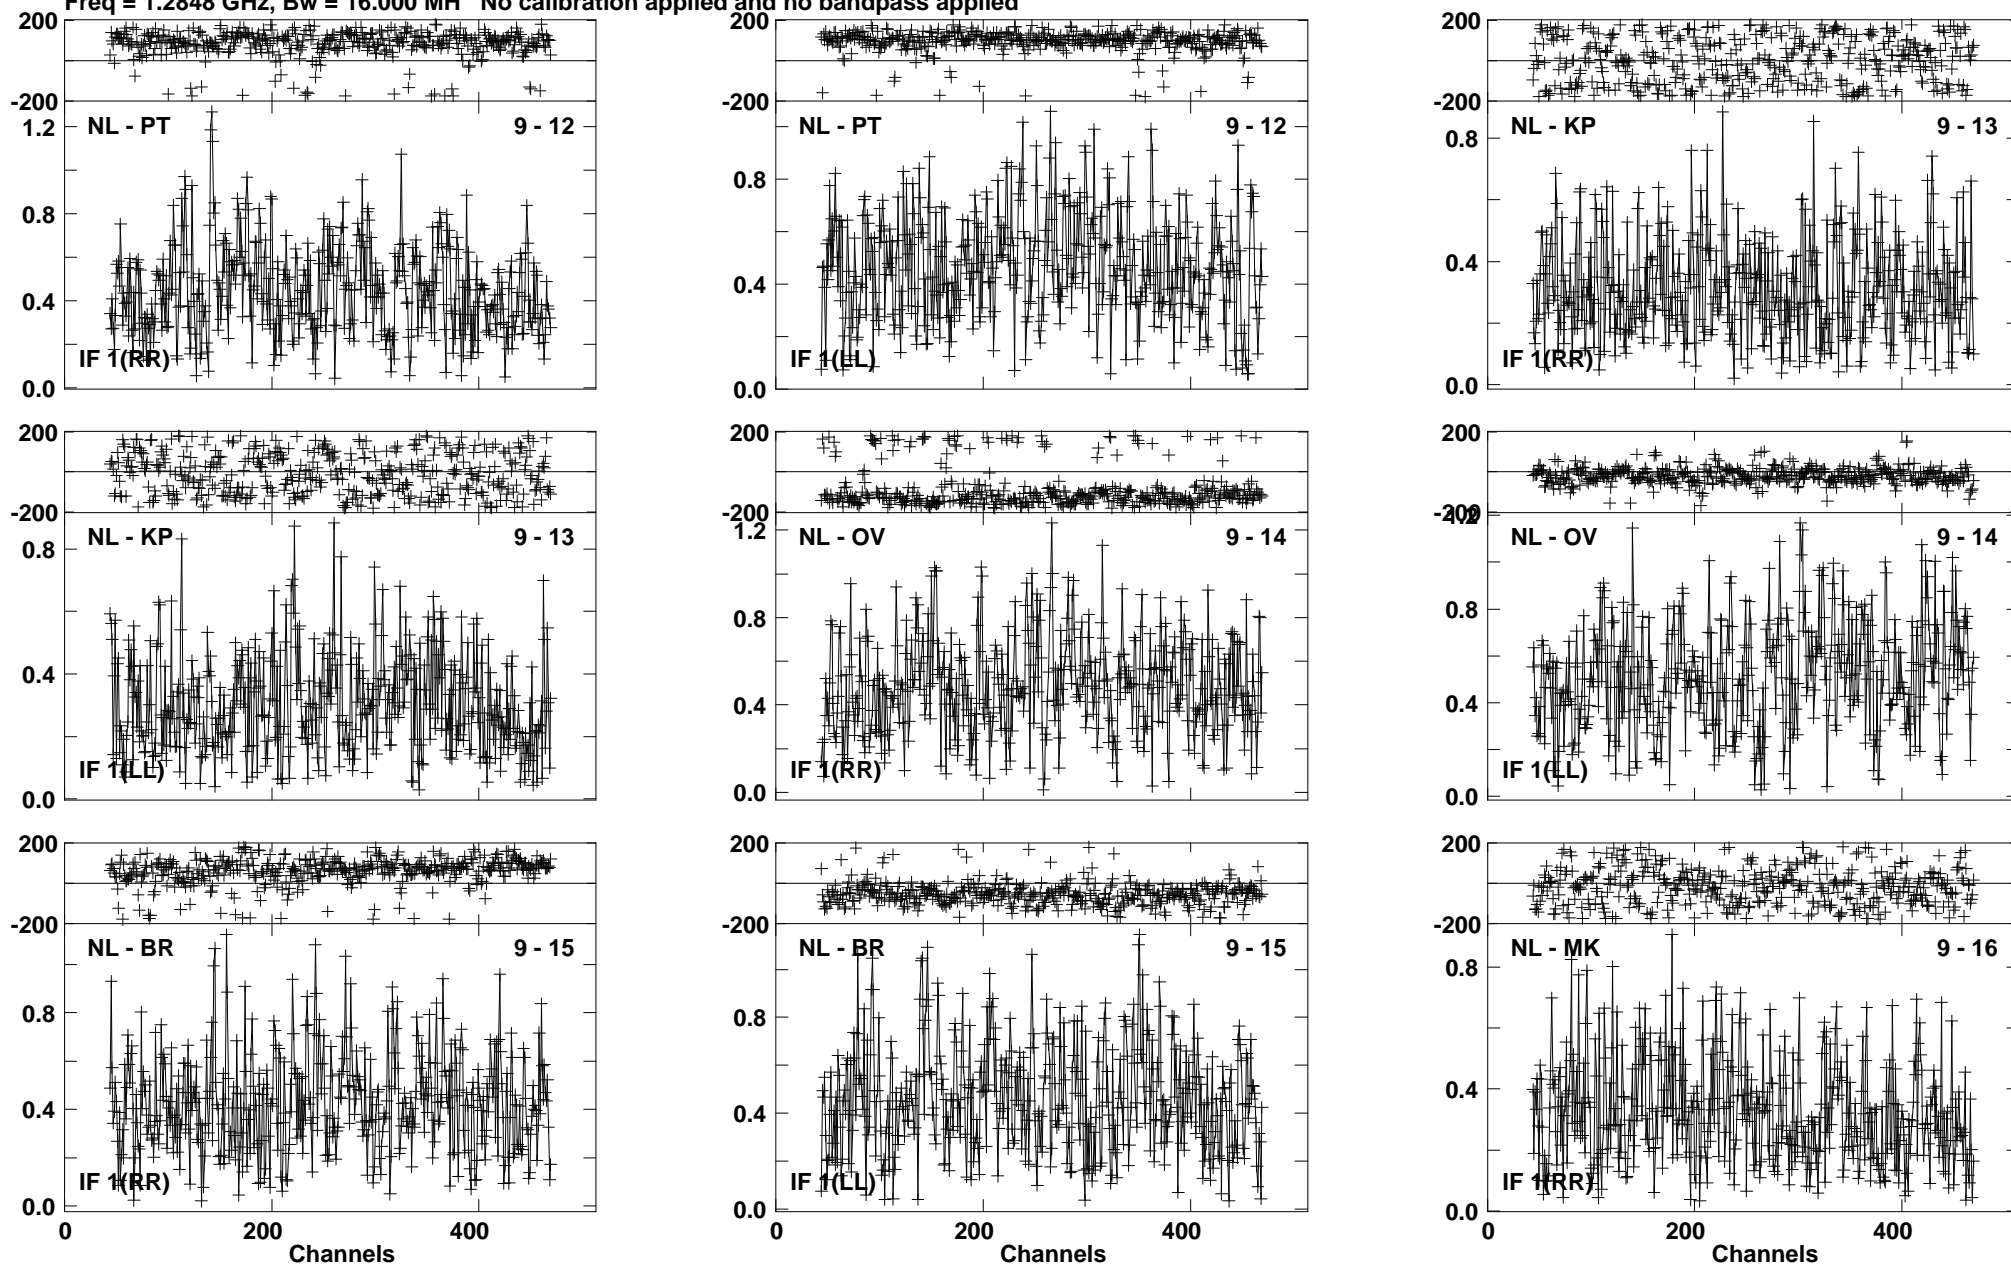 Freq = 1.2848 GHz, Bw = 16.000 MH No calibration applied and no bandpass applied
200
-200
NL - PT 9 - 12
1.2
0.8
0.4
0.0
IF 1(RR)
200
-200
NL - PT 9 - 12
0.8
0.4
0.0
IF 1(LL)
200
-200
NL - KP 9 - 13
0.8
0.4
0.0
IF 1(RR)
200
-200
NL - KP 9 - 13
0.8
0.4
0.0
IF 1(LL)
200
-200
NL - OV 9 - 14
1.2
0.8
0.4
0.0
IF 1(RR)
200
-200
1.2
NL - OV 9 - 14
0.8
0.4
0.0
IF 1(LL)
200
-200
NL - BR 9 - 15
0.8
0.4
0.0
IF 1(RR)
0 200 400
Channels
200
-200
NL - BR 9 - 15
0.8
0.4
0.0
IF 1(LL)
0 200 400
Channels
200
-200
NL - MK 9 - 16
0.8
0.4
0.0
IF 1(RR)
0 200 400
Channels